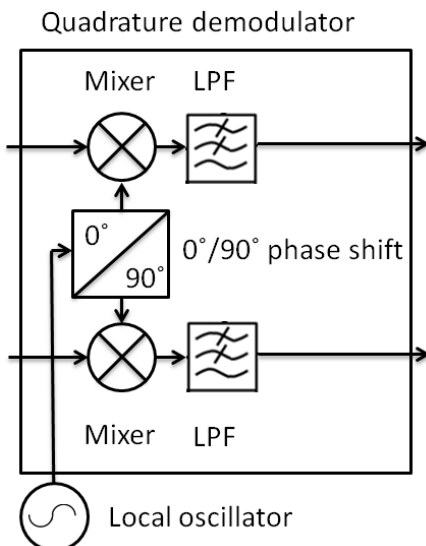 Quadrature demodulator
Mixer LPF
0˚
90˚
0˚/90˚ phase shift
Mixer LPF
Local oscillator